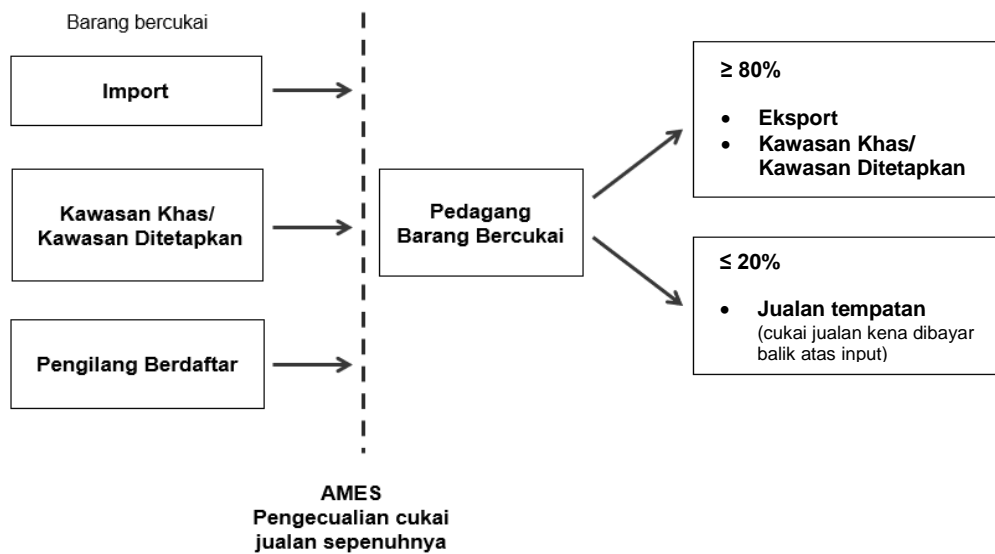 Barang bercukai
Import
Kawasan Khas/
Kawasan Ditetapkan
Pengilang Berdaftar
AMES
Pengecualian cukai
jualan sepenuhnya
Pedagang
Barang Bercukai
≥ 80%
• Eksport
• Kawasan Khas/
Kawasan Ditetapkan
≤ 20%
• Jualan tempatan
(cukai jualan kena dibayar
balik atas input)